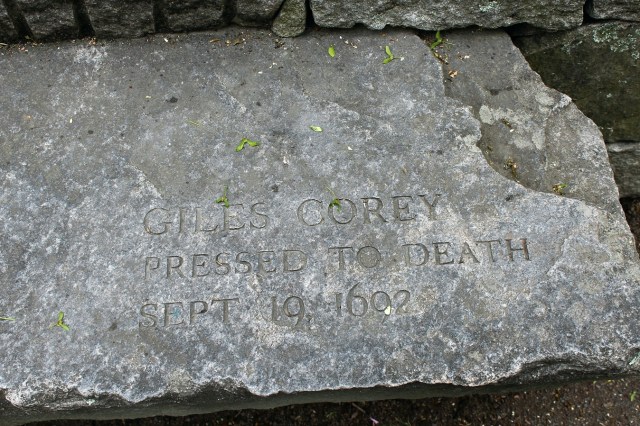 GILES COREY
PRESSED TO DEATH
SEPT 19, 1692